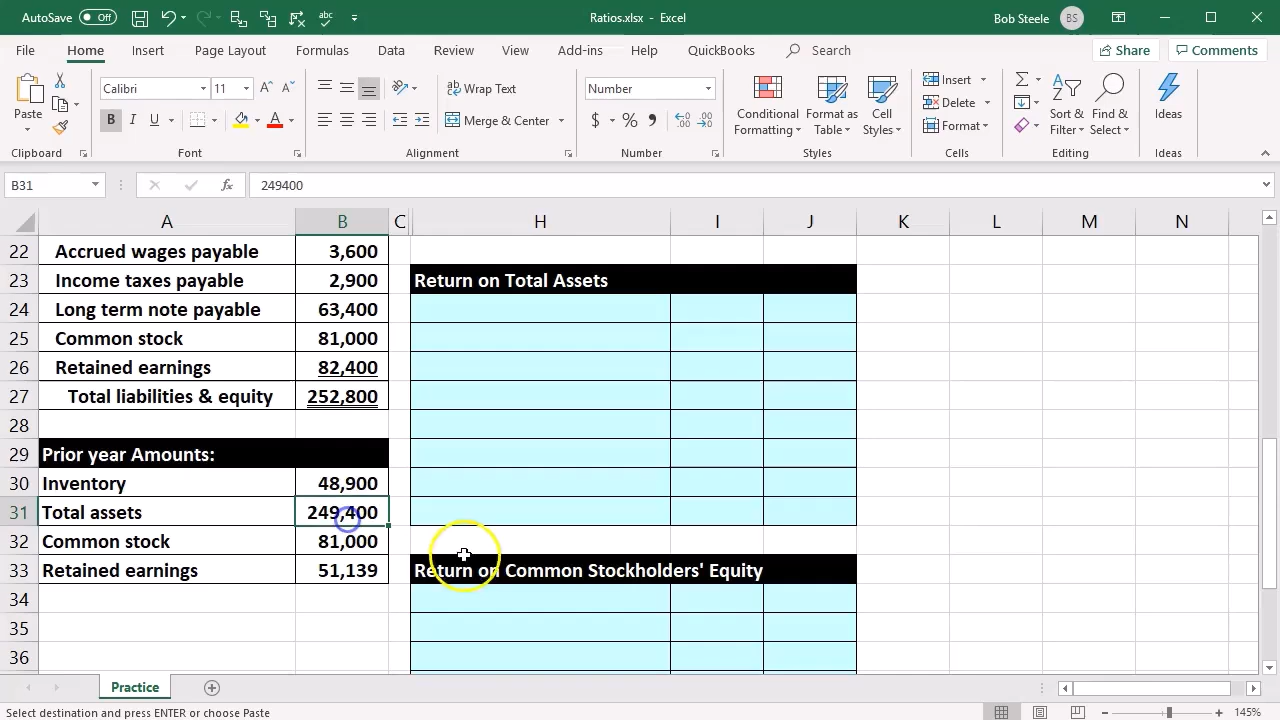 AutoSave Off Ratios.xlsx - Excel Bob Steele BS
File Home Insert Page Layout Formulas Data Review View Add-ins Help QuickBooks Search Share Comments
Calibri 11 Wrap Text Number Insert
Paste Conditional Formatting Format as Table Cell Styles Delete Sort & Filter Find & Select Ideas
B I U Merge & Center $ % Format
Clipboard Font Alignment Number Styles Cells Editing Ideas
B31 fx 249400
A B C H I J K L M N
22 Accrued wages payable 3,600
23 Income taxes payable 2,900 Return on Total Assets
24 Long term note payable 63,400
25 Common stock 81,000
26 Retained earnings 82,400
27 Total liabilities & equity 252,800
28
29 Prior year Amounts:
30 Inventory 48,900
31 Total assets 249,400
32 Common stock 81,000
33 Retained earnings 51,139 Return on Common Stockholders' Equity
34
35
36
Practice
Select destination and press ENTER or choose Paste 145%